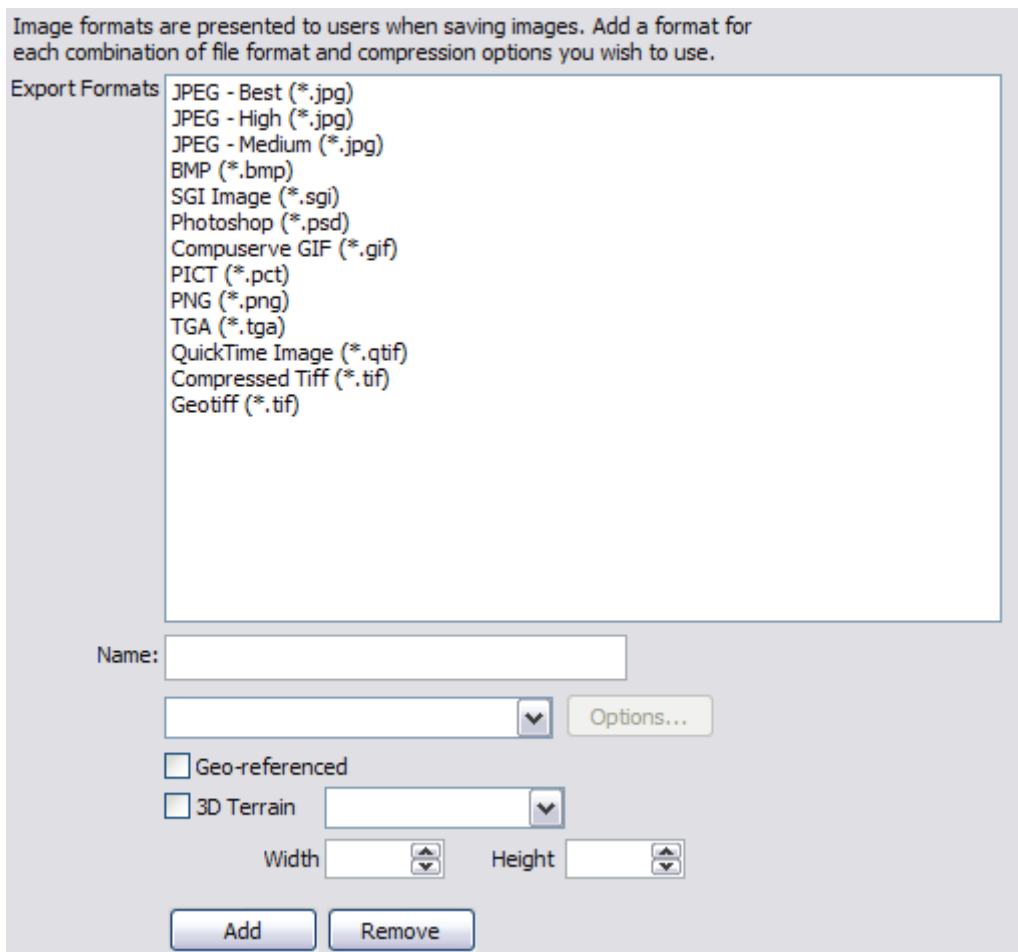 Image formats are presented to users when saving images. Add a format for
each combination of file format and compression options you wish to use.
Export Formats
JPEG - Best (*.jpg)
JPEG - High (*.jpg)
JPEG - Medium (*.jpg)
BMP (*.bmp)
SGI Image (*.sgi)
Photoshop (*.psd)
Compuserve GIF (*.gif)
PICT (*.pct)
PNG (*.png)
TGA (*.tga)
QuickTime Image (*.qtif)
Compressed Tiff (*.tif)
Geotiff (*.tif)
Name:
Options...
Geo-referenced
3D Terrain
Width Height
Add Remove